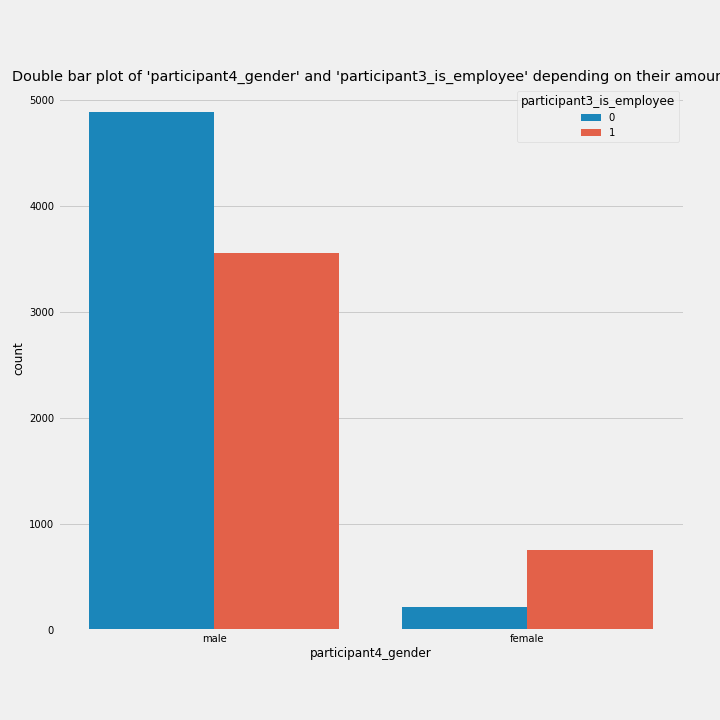 Double bar plot of 'participant4_gender' and 'participant3_is_employee' depending on their amour
participant3_is_employee
0
1
5000
4000
3000
2000
1000
0
count
male
female
participant4_gender